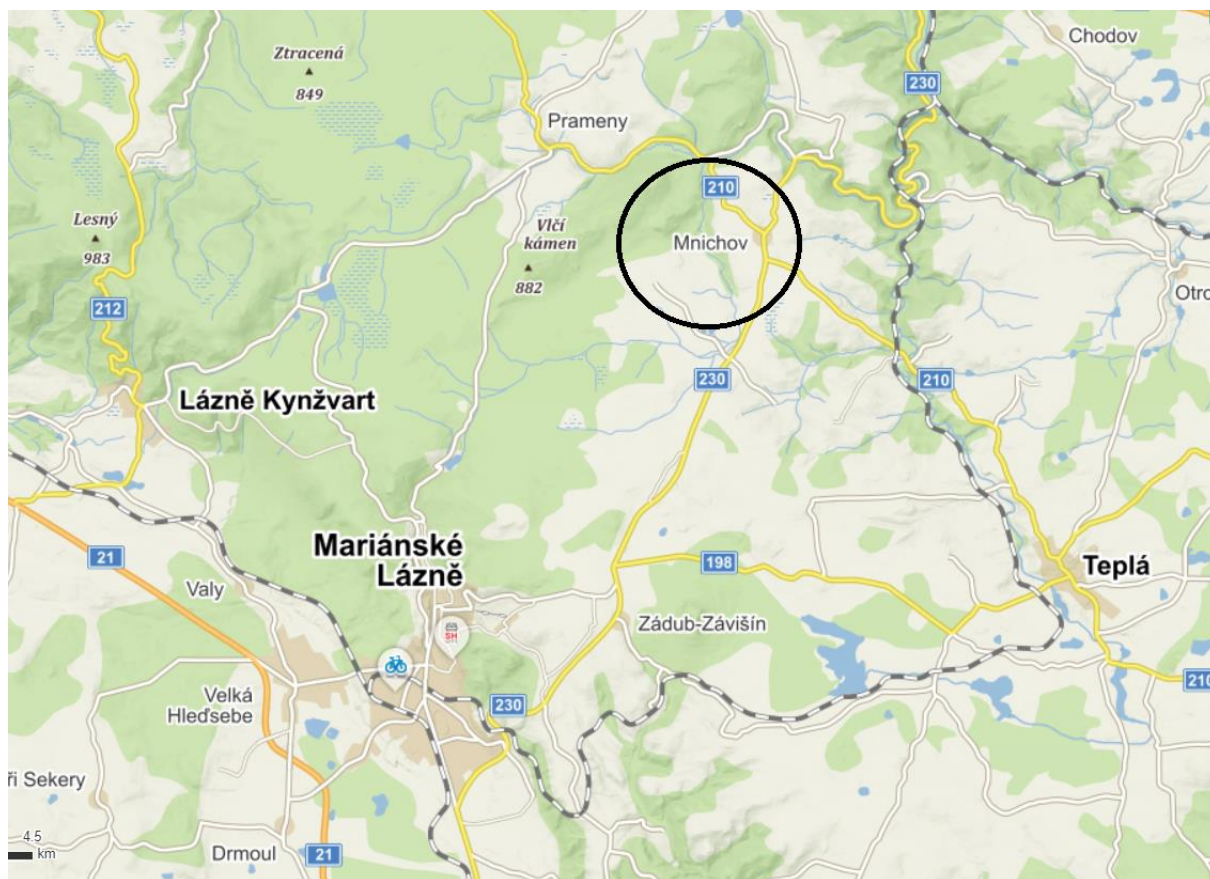 Ztracená
849
Chodov
230
Prameny
210
Lesný
983
Vlčí
kámen
882
Mnichov
Otro
212
230
210
Lázně Kynžvart
Mariánské
Lázně
21
198
Teplá
Valy
Zádub-Závišín
SH
Velká
Hleďsebe
230
210
ři Sekery
4.5
km
Drmoul
21